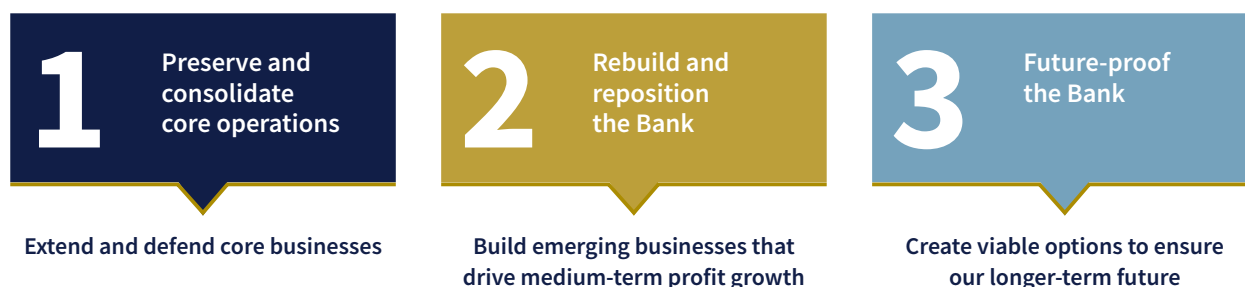 1
Preserve and
consolidate
core operations
Extend and defend core businesses
2
Rebuild and
reposition
the Bank
Build emerging businesses that
drive medium-term profit growth
3
Future-proof
the Bank
Create viable options to ensure
our longer-term future